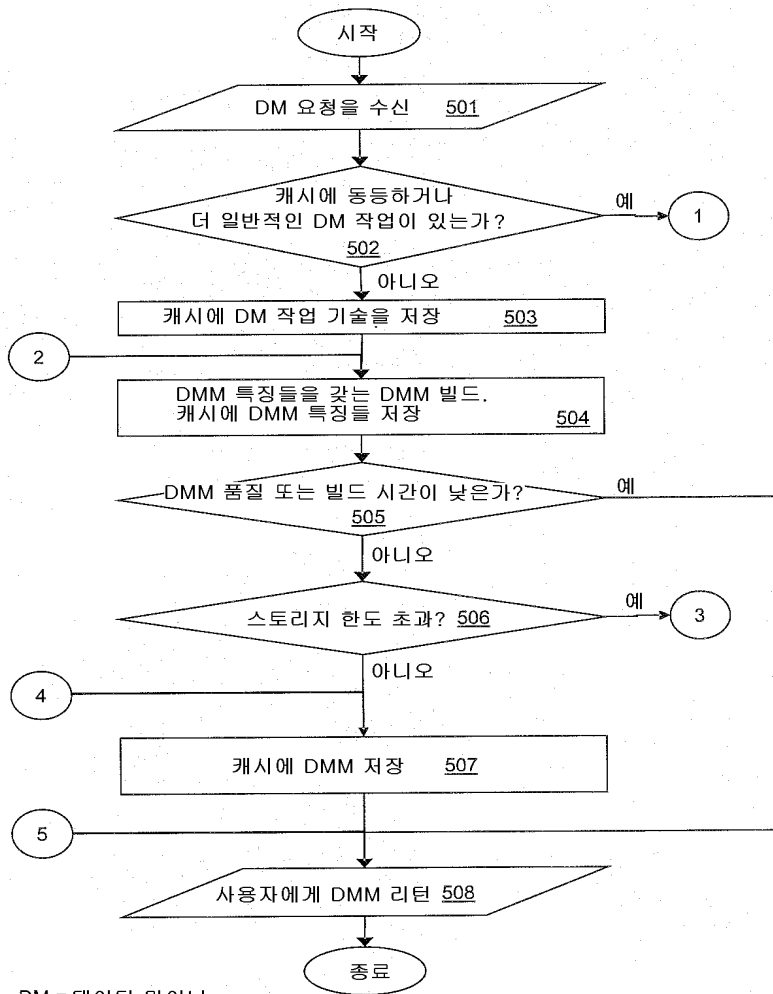 시작
DM 요청을 수신 501
캐시에 동등하거나
더 일반적인 DM 작업이 있는가?
502
예
1
아니오
캐시에 DM 작업 기술을 저장 503
2
DMM 특징들을 갖는 DMM 빌드.
캐시에 DMM 특징들 저장 504
DMM 품질 또는 빌드 시간이 낮은가?
505
예
아니오
스토리지 한도 초과? 506
예
3
아니오
4
캐시에 DMM 저장 507
5
사용자에게 DMM 리턴 508
종료